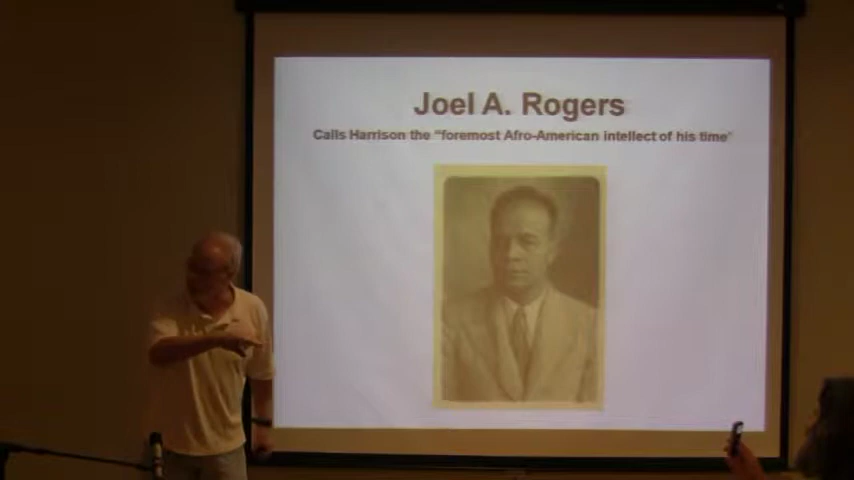 Joel A. Rogers
Calls Harrison the "foremost Afro-American intellect of his time"